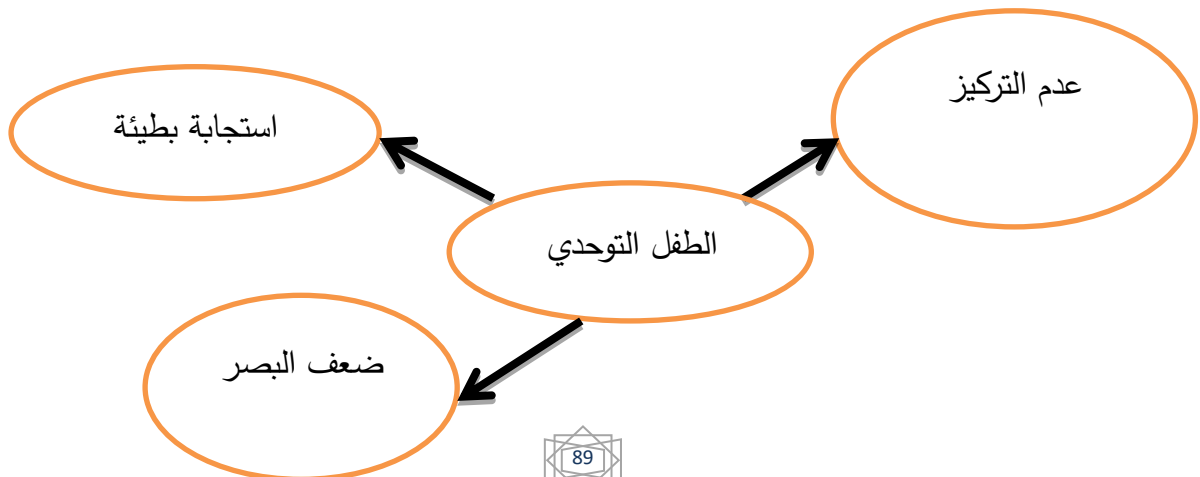 عدم التركيز
استجابة بطيئة
الطفل التوحدي
ضعف البصر
89